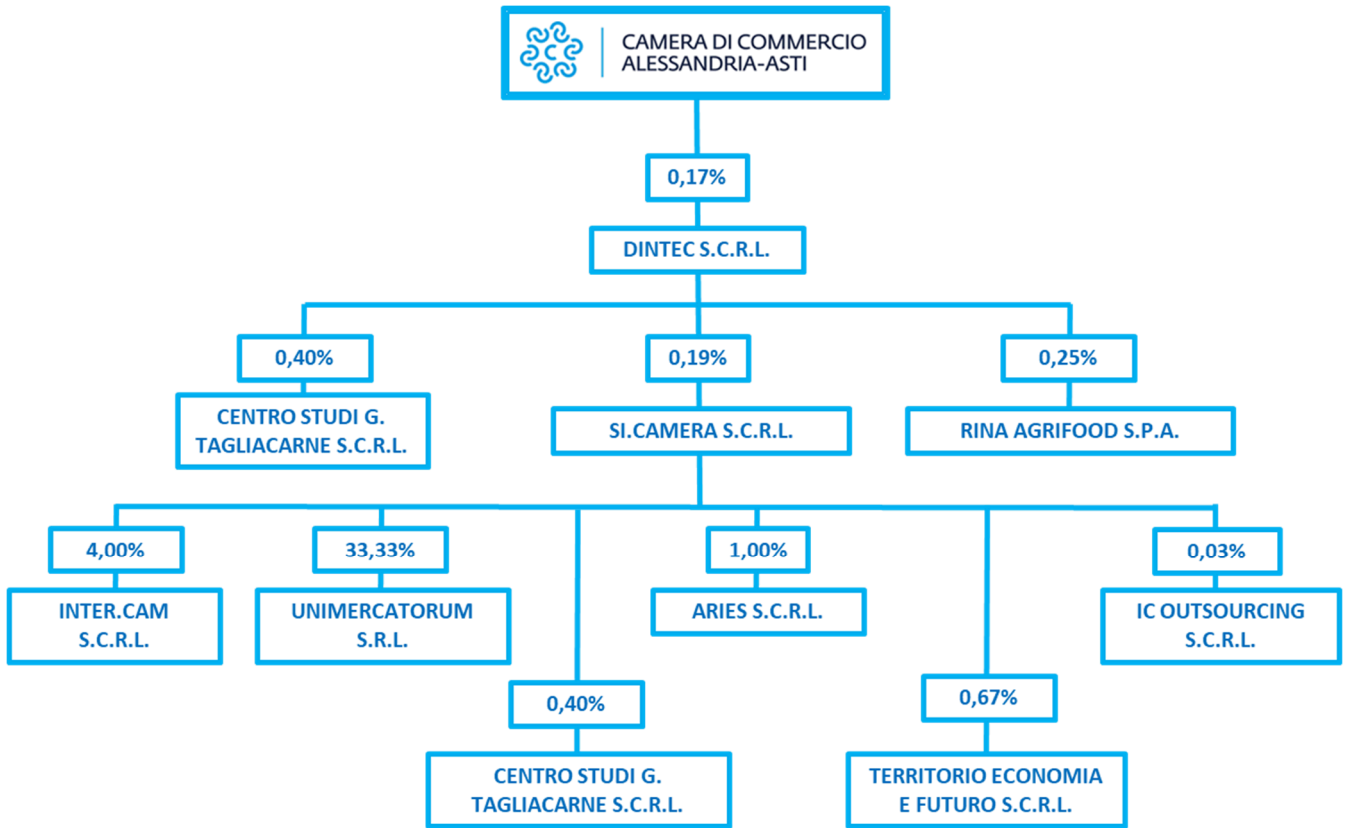 CAMERA DI COMMERCIO
ALESSANDRIA-ASTI
0,17%
DINTEC S.C.R.L.
0,40%
0,19%
0,25%
CENTRO STUDI G.
TAGLIACARNE S.C.R.L.
SI.CAMERA S.C.R.L.
RINA AGRIFOOD S.P.A.
4,00%
33,33%
1,00%
0,03%
INTER.CAM
S.C.R.L.
UNIMERCATORUM
S.R.L.
ARIES S.C.R.L.
IC OUTSOURCING
S.C.R.L.
0,40%
0,67%
CENTRO STUDI G.
TAGLIACARNE S.C.R.L.
TERRITORIO ECONOMIA
E FUTURO S.C.R.L.